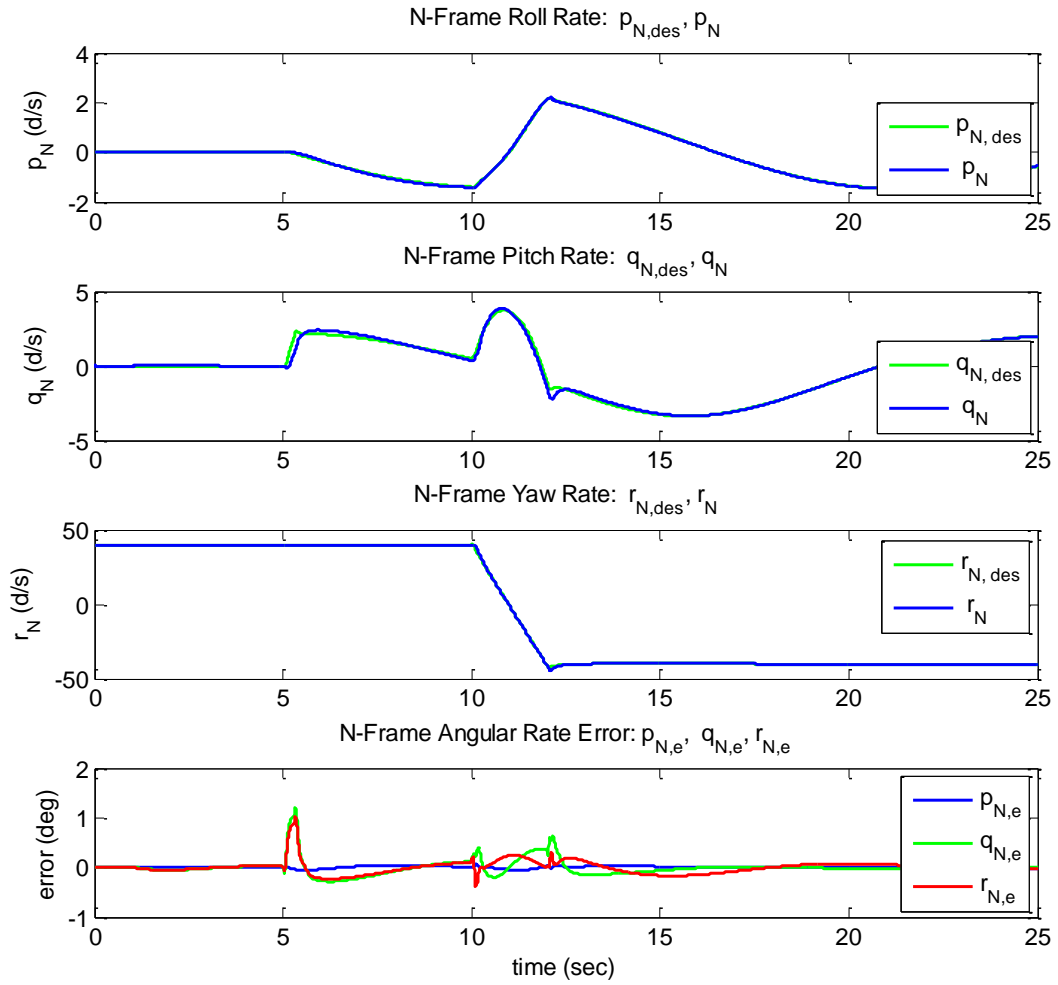 N-Frame Roll Rate: p_N,des, p_N
4
2
0
-2
p_N (d/s)
p_N, des
p_N
0 5 10 15 20 25
N-Frame Pitch Rate: q_N,des, q_N
5
0
-5
q_N (d/s)
q_N, des
q_N
0 5 10 15 20 25
N-Frame Yaw Rate: r_N,des, r_N
50
0
-50
r_N (d/s)
r_N, des
r_N
0 5 10 15 20 25
N-Frame Angular Rate Error: p_N,e, q_N,e, r_N,e
2
1
0
-1
error (deg)
p_N,e
q_N,e
r_N,e
0 5 10 15 20 25
time (sec)